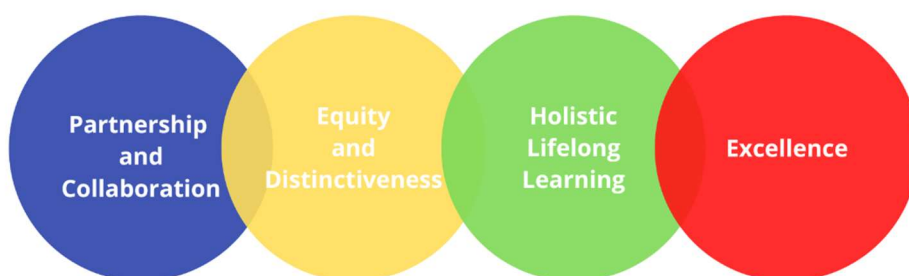 Partnership
and
Collaboration
Equity
and
Distinctiveness
Holistic
Lifelong
Learning
Excellence